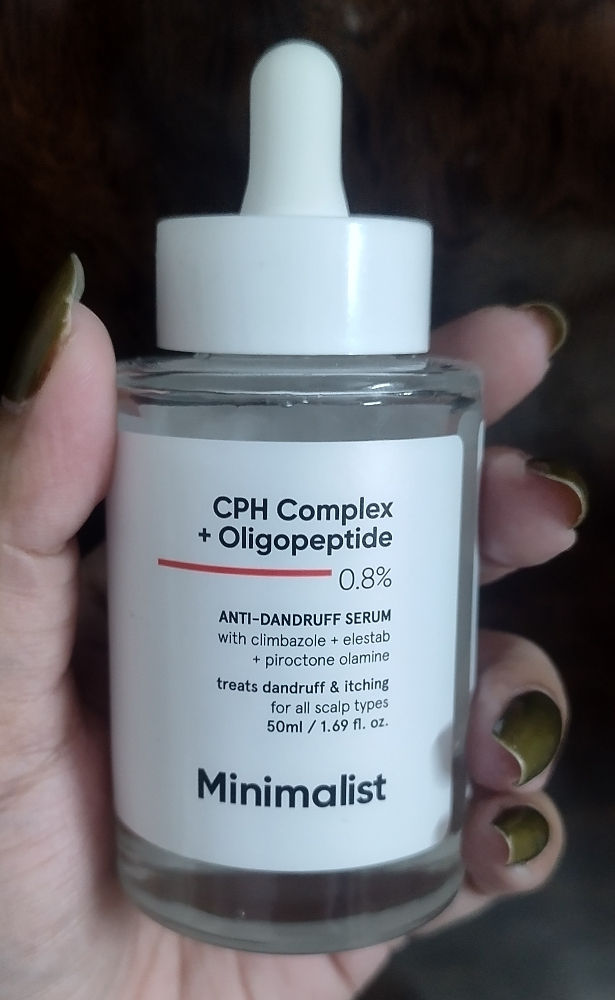 CPH Complex
+ Oligopeptide
0.8%
ANTI-DANDRUFF SERUM
with climbazole + elestab
+ piroctone olamine
treats dandruff & itching
for all scalp types
50ml / 1.69 fl. oz.
Minimalist